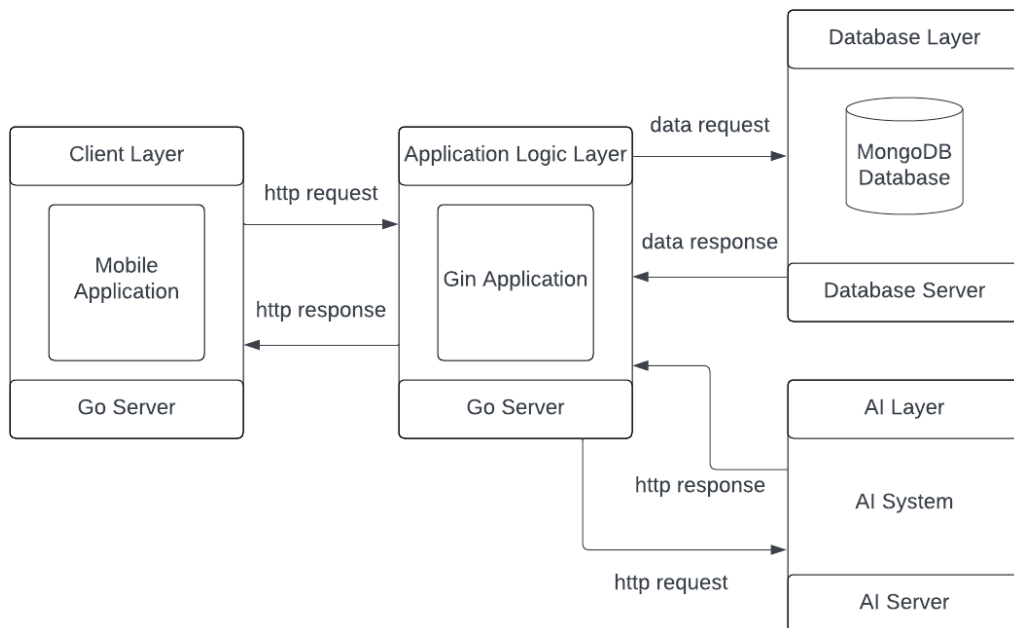 Client Layer
Mobile
Application
Go Server
http request
http response
Application Logic Layer
Gin Application
Go Server
data request
data response
Database Layer
MongoDB
Database
Database Server
http response
http request
AI Layer
AI System
AI Server